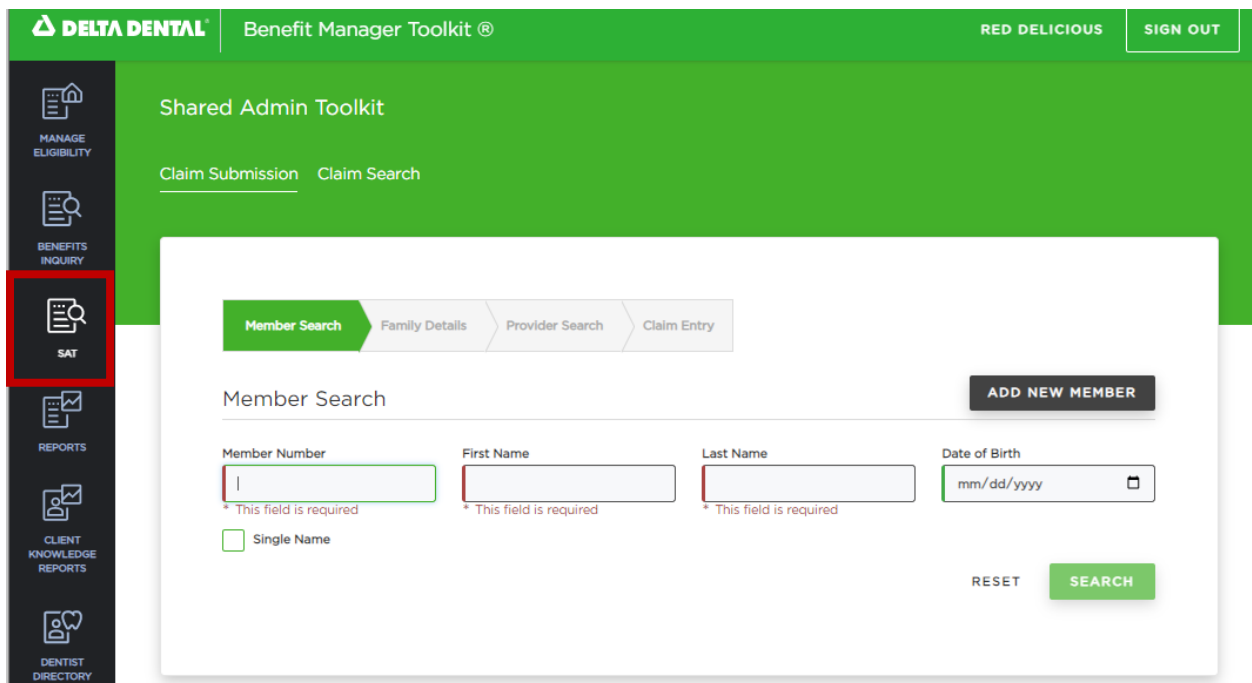 DELTA DENTAL®
Benefit Manager Toolkit ®
RED DELICIOUS
SIGN OUT
MANAGE
ELIGIBILITY
BENEFITS
INQUIRY
SAT
REPORTS
CLIENT
KNOWLEDGE
REPORTS
DENTIST
DIRECTORY
Shared Admin Toolkit
Claim Submission Claim Search
Member Search Family Details Provider Search Claim Entry
Member Search
ADD NEW MEMBER
Member Number First Name Last Name Date of Birth
mm/dd/yyyy
* This field is required * This field is required * This field is required
Single Name
RESET SEARCH